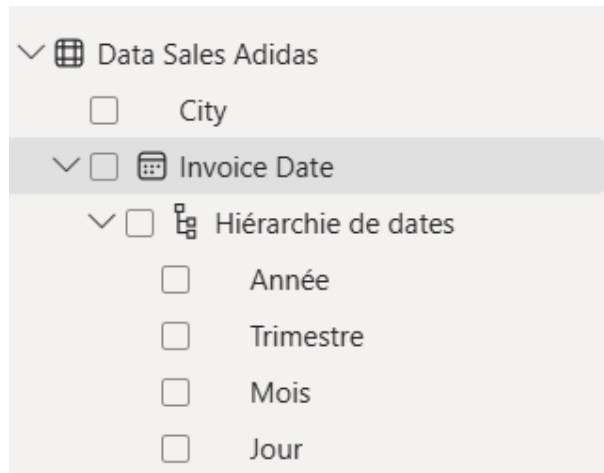 Data Sales Adidas
City
Invoice Date
Hiérarchie de dates
Année
Trimestre
Mois
Jour